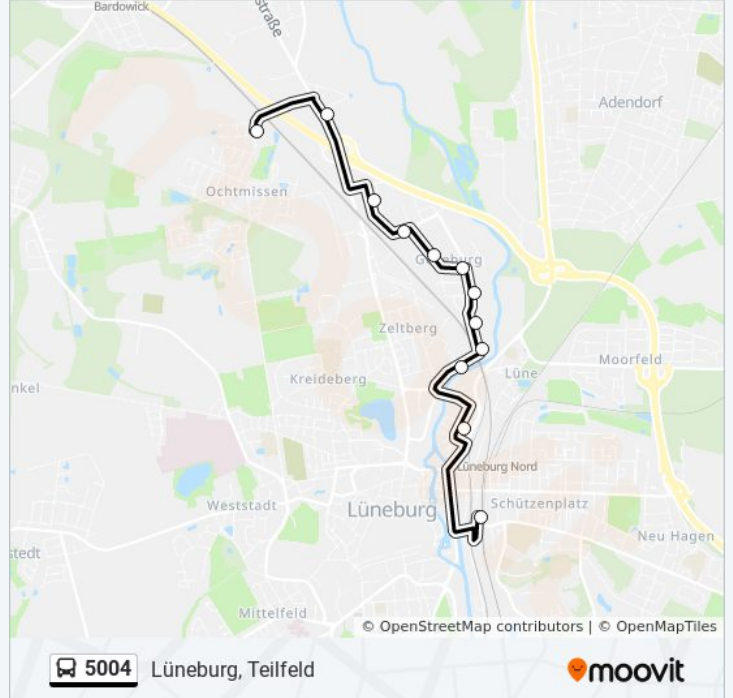 Bardowick
straße
Adendorf
Ochtmissen
Zeltberg
Moorfeld
Lüne
Kreideberg
nkel
Lüneburg Nord
Weststadt
Lüneburg
Schützenplatz
Neu Hagen
stedt
Mittelfeld
© OpenStreetMap contributors | © OpenMapTiles
5004 Lüneburg, Teilfeld
moovit